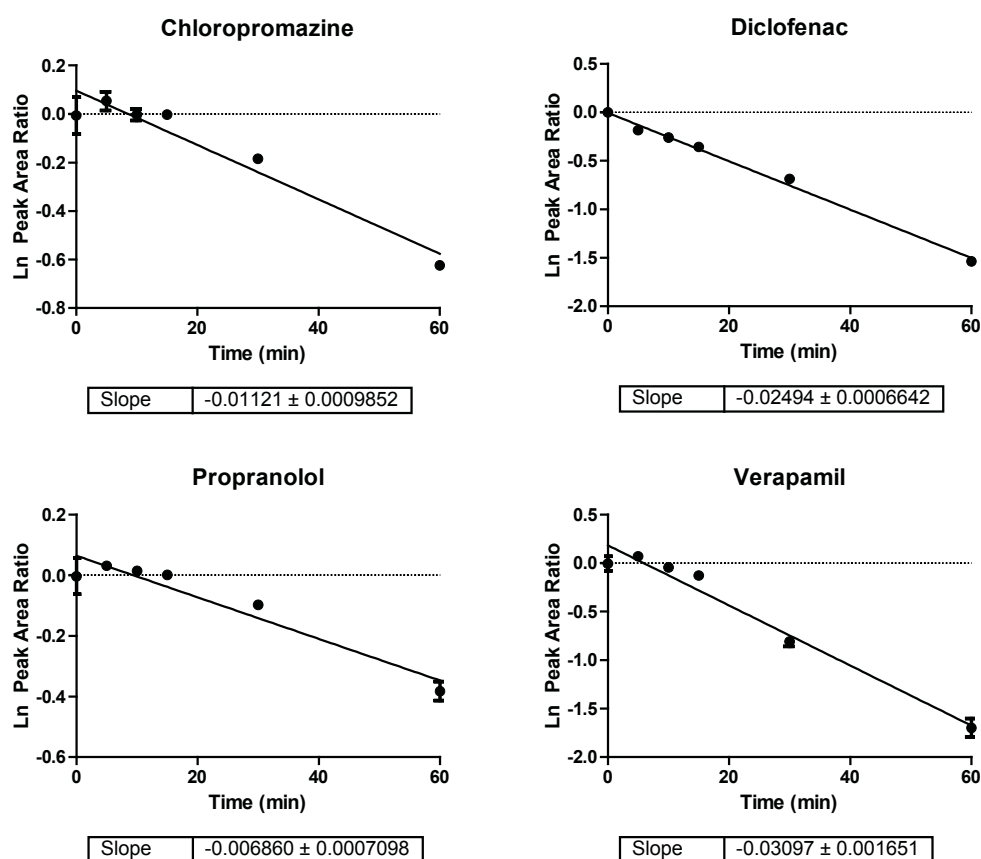 Chloropromazine
Ln Peak Area Ratio
0.2
0.0
-0.2
-0.4
-0.6
-0.8
0 20 40 60
Time (min)
Slope -0.01121 ± 0.0009852
Diclofenac
Ln Peak Area Ratio
0.5
0.0
-0.5
-1.0
-1.5
-2.0
0 20 40 60
Time (min)
Slope -0.02494 ± 0.0006642
Propranolol
Ln Peak Area Ratio
0.2
0.0
-0.2
-0.4
-0.6
0 20 40 60
Time (min)
Slope -0.006860 ± 0.0007098
Verapamil
Ln Peak Area Ratio
0.5
0.0
-0.5
-1.0
-1.5
-2.0
0 20 40 60
Time (min)
Slope -0.03097 ± 0.001651